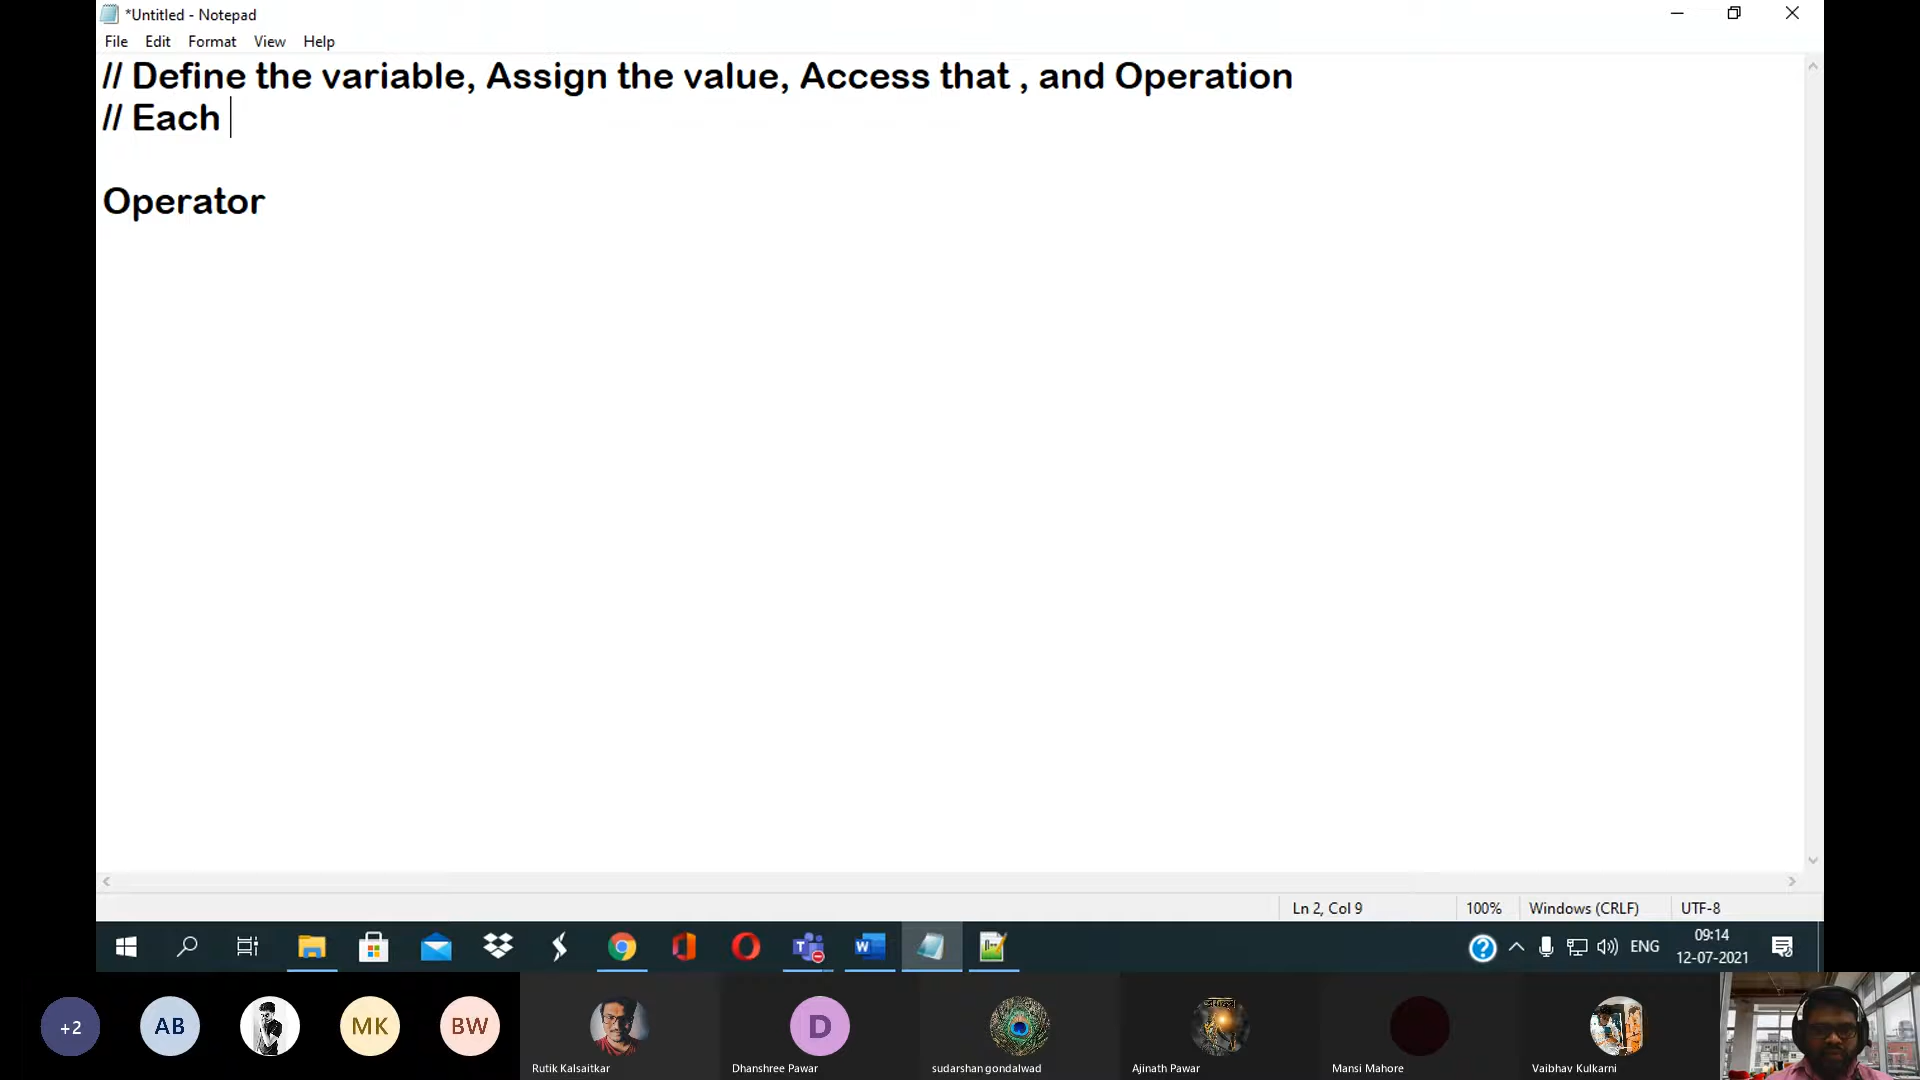 *Untitled - Notepad
File Edit Format View Help
// Define the variable, Assign the value, Access that , and Operation
// Each
Operator
Ln 2, Col 9 100% Windows (CRLF) UTF-8
ENG
09:14
12-07-2021
+2 AB MK BW D
Rutik Kalsaitkar Dhanshree Pawar sudarshan gondalwad Ajinath Pawar Mansi Mahore Vaibhav Kulkarni